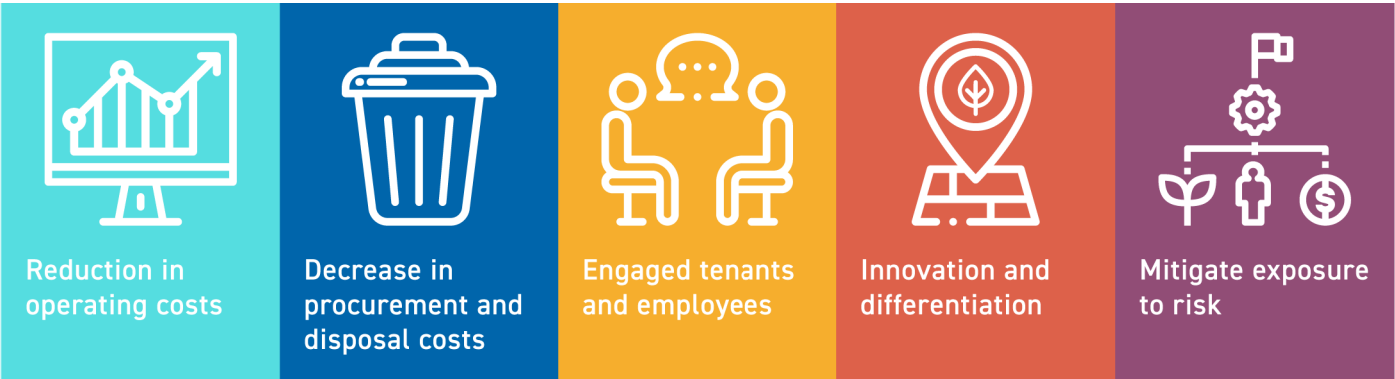 Reduction in
operating costs
Decrease in
procurement and
disposal costs
Engaged tenants
and employees
Innovation and
differentiation
Mitigate exposure
to risk